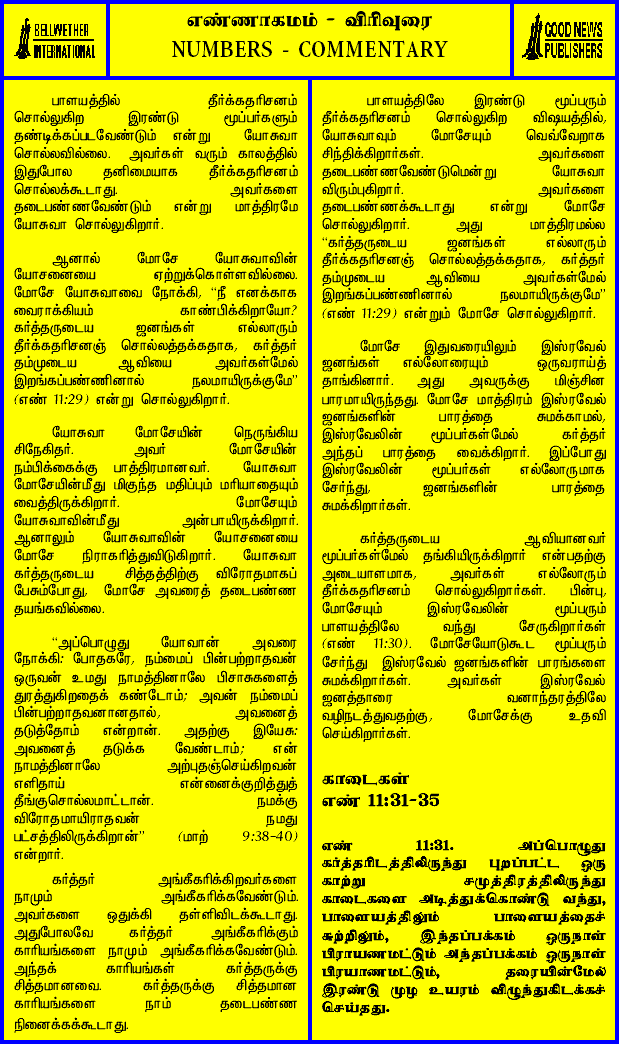 BELLWETHER
INTERNATIONAL
எண்ணாகமம் - விரிவுரை
NUMBERS - COMMENTARY
GOOD NEWS
PUBLISHERS
பாளயத்தில் தீர்க்கதரிசனம்
சொல்லுகிற இரண்டு மூப்பர்களும்
தண்டிக்கப்படவேண்டும் என்று யோசுவா
சொல்லவில்லை. அவர்கள் வரும் காலத்தில்
இதுபோல தனிமையாக தீர்க்கதரிசனம்
சொல்லக்கூடாது. அவர்களை
தடைபண்ணவேண்டும் என்று மாத்திரமே
யோசுவா சொல்லுகிறார்.
ஆனால் மோசே யோசுவாவின்
யோசனையை ஏற்றுக்கொள்ளவில்லை.
மோசே யோசுவாவை நோக்கி, “நீ எனக்காக
வைராக்கியம் காண்பிக்கிறாயோ?
கர்த்தருடைய ஜனங்கள் எல்லாரும்
தீர்க்கதரிசனஞ் சொல்லத்தக்கதாக, கர்த்தர்
தம்முடைய ஆவியை அவர்கள்மேல்
இறங்கப்பண்ணினால் நலமாயிருக்குமே”
(எண் 11:29) என்று சொல்லுகிறார்.
யோசுவா மோசேயின் நெருங்கிய
சிநேகிதர். அவர் மோசேயின்
நம்பிக்கைக்கு பாத்திரமானவர். யோசுவா
மோசேயின்மீது மிகுந்த மதிப்பும் மரியாதையும்
வைத்திருக்கிறார். மோசேயும்
யோசுவாவின்மீது அன்பாயிருக்கிறார்.
ஆனாலும் யோசுவாவின் யோசனையை
மோசே நிராகரித்துவிடுகிறார். யோசுவா
கர்த்தருடைய சித்தத்திற்கு விரோதமாகப்
பேசும்போது, மோசே அவரைத் தடைபண்ண
தயங்கவில்லை.
“அப்பொழுது யோவான் அவரை
நோக்கி: போதகரே, நம்மைப் பின்பற்றாதவன்
ஒருவன் உமது நாமத்தினாலே பிசாசுகளைத்
துரத்துகிறதைக் கண்டோம்; அவன் நம்மைப்
பின்பற்றாதவனானதால், அவனைத்
தடுத்தோம் என்றான். அதற்கு இயேசு:
அவனைத் தடுக்க வேண்டாம்; என்
நாமத்தினாலே அற்புதஞ்செய்கிறவன்
எளிதாய் என்னைக்குறித்துத்
தீங்குசொல்லமாட்டான். நமக்கு
விரோதமாயிராதவன் நமது
பட்சத்திலிருக்கிறான்” (மாற் 9:38-40)
என்றார்.
கர்த்தர் அங்கீகரிக்கிறவர்களை
நாமும் அங்கீகரிக்கவேண்டும்.
அவர்களை ஒதுக்கி தள்ளிவிடக்கூடாது.
அதுபோலவே கர்த்தர் அங்கீகரிக்கும்
காரியங்களை நாமும் அங்கீகரிக்கவேண்டும்.
அந்தக் காரியங்கள் கர்த்தருக்கு
சித்தமானவை. கர்த்தருக்கு சித்தமான
காரியங்களை நாம் தடைபண்ண
நினைக்கக்கூடாது.
பாளயத்திலே இரண்டு மூப்பரும்
தீர்க்கதரிசனம் சொல்லுகிற விஷயத்தில்,
யோசுவாவும் மோசேயும் வெவ்வேறாக
சிந்திக்கிறார்கள். அவர்களை
தடைபண்ணவேண்டுமென்று யோசுவா
விரும்புகிறார். அவர்களை
தடைபண்ணக்கூடாது என்று மோசே
சொல்லுகிறார். அது மாத்திரமல்ல
“கர்த்தருடைய ஜனங்கள் எல்லாரும்
தீர்க்கதரிசனஞ் சொல்லத்தக்கதாக, கர்த்தர்
தம்முடைய ஆவியை அவர்கள்மேல்
இறங்கப்பண்ணினால் நலமாயிருக்குமே”
(எண் 11:29) என்றும் மோசே சொல்லுகிறார்.
மோசே இதுவரையிலும் இஸ்ரவேல்
ஜனங்கள் எல்லோரையும் ஒருவராய்த்
தாங்கினார். அது அவருக்கு மிஞ்சின
பாரமாயிருந்தது. மோசே மாத்திரம் இஸ்ரவேல்
ஜனங்களின் பாரத்தை சுமக்காமல்,
இஸ்ரவேலின் மூப்பர்கள்மேல் கர்த்தர்
அந்தப் பாரத்தை வைக்கிறார். இப்போது
இஸ்ரவேலின் மூப்பர்கள் எல்லோருமாக
சேர்ந்து, ஜனங்களின் பாரத்தை
சுமக்கிறார்கள்.
கர்த்தருடைய ஆவியானவர்
மூப்பர்கள்மேல் தங்கியிருக்கிறார் என்பதற்கு
அடையாளமாக, அவர்கள் எல்லோரும்
தீர்க்கதரிசனம் சொல்லுகிறார்கள். பின்பு,
மோசேயும் இஸ்ரவேலின் மூப்பரும்
பாளயத்திலே வந்து சேருகிறார்கள்
(எண் 11:30). மோசேயோடுகூட மூப்பரும்
சேர்ந்து இஸ்ரவேல் ஜனங்களின் பாரங்களை
சுமக்கிறார்கள். அவர்கள் இஸ்ரவேல்
ஜனத்தாரை வனாந்தரத்திலே
வழிநடத்துவதற்கு, மோசேக்கு உதவி
செய்கிறார்கள்.
காடைகள்
எண் 11:31-35
எண் 11:31. அப்பொழுது
கர்த்தரிடத்திலிருந்து புறப்பட்ட ஒரு
காற்று சமுத்திரத்திலிருந்து
காடைகளை அடித்துக்கொண்டு வந்து,
பாளையத்திலும் பாளையத்தைச்
சுற்றிலும், இந்தப்பக்கம் ஒருநாள்
பிராயணமட்டும் அந்தப்பக்கம் ஒருநாள்
பிரயாணமட்டும், தரையின்மேல்
இரண்டு முழ உயரம் விழுந்துகிடக்கச்
செய்தது.